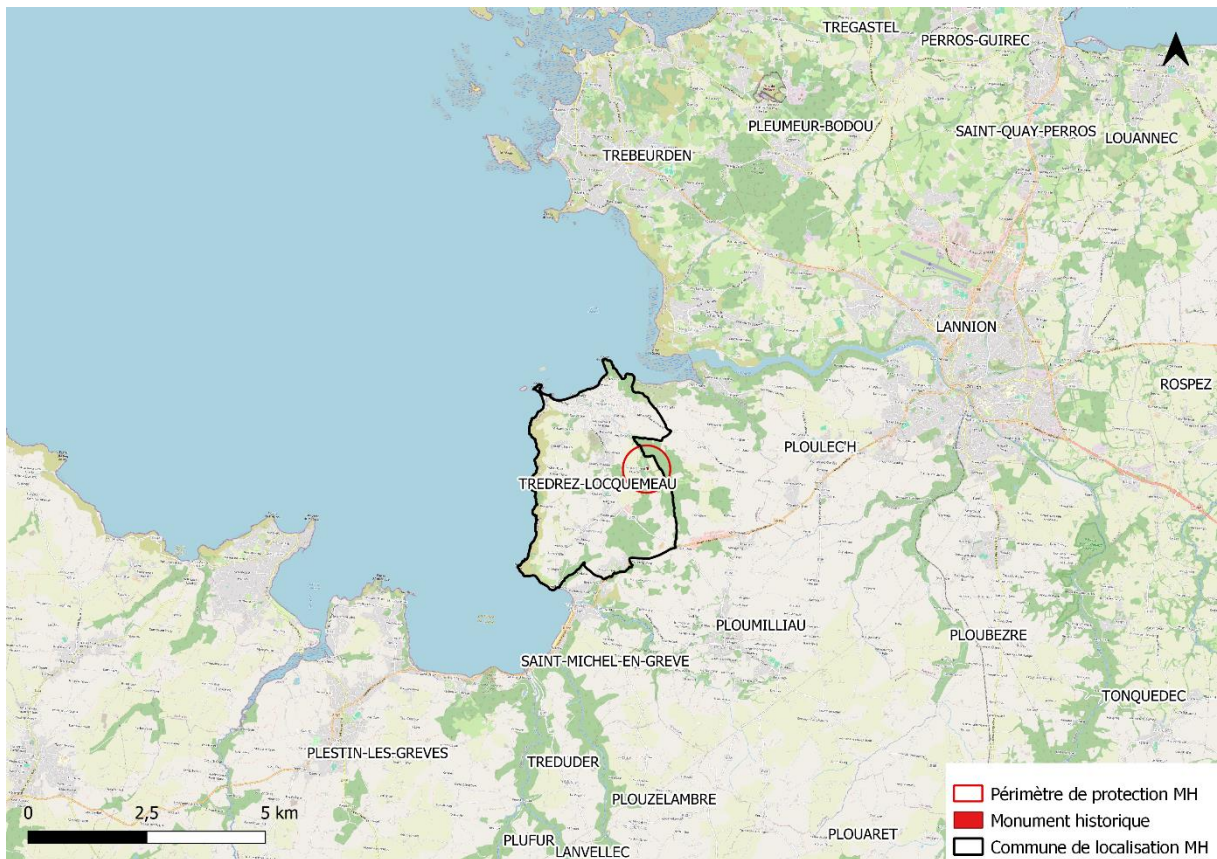 TREGASTEL
PERROS-GUIREC
PLEUMEUR-BODOU
SAINT-QUAY-PERROS
LOUANNEC
TREBEURDEN
LANNION
ROSPEZ
PLOULEC'H
TREDREZ-LOCQUEMEAU
PLOUMILLIAU
PLOUBEZRE
SAINT-MICHEL-EN-GREVE
TONQUEDEC
PLESTIN-LES-GREVES
TREDUDER
PLOUZELAMBRE
PLUFUR
LANVELLEC
PLOUARET
0 2,5 5 km
Périmètre de protection MH
Monument historique
Commune de localisation MH